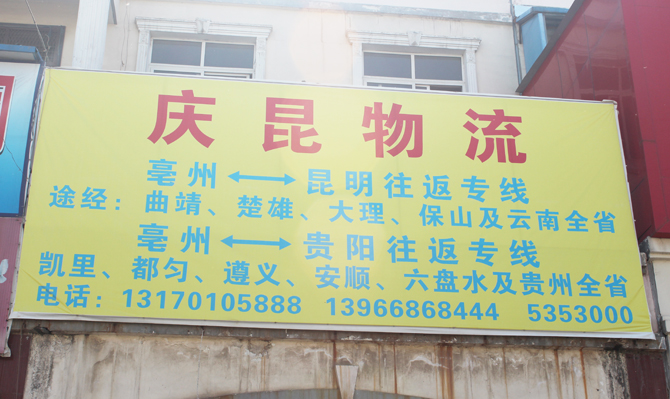 庆昆物流
亳州⟷昆明往返专线
途经：曲靖、楚雄、大理、保山及云南全省
亳州⟷贵阳往返专线
凯里、都匀、遵义、安顺、六盘水及贵州全省
电话：13170105888 13966868444 5353000